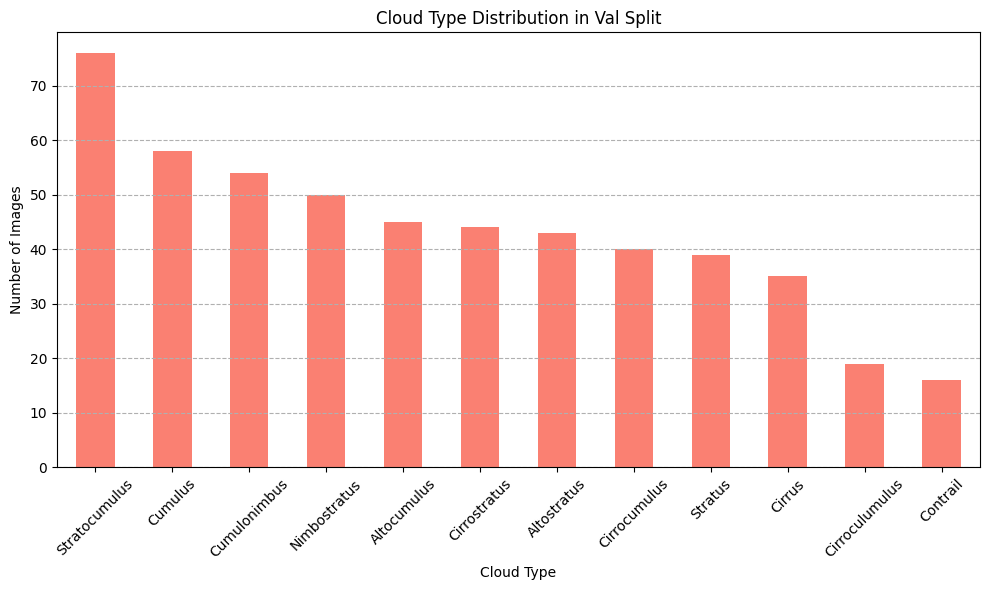 Cloud Type Distribution in Val Split
Number of Images
70
60
50
40
30
20
10
0
Stratocumulus
Cumulus
Cumulonimbus
Nimbostratus
Altocumulus
Cirrostratus
Altostratus
Cirrocumulus
Stratus
Cirrus
Cirroculumulus
Contrail
Cloud Type